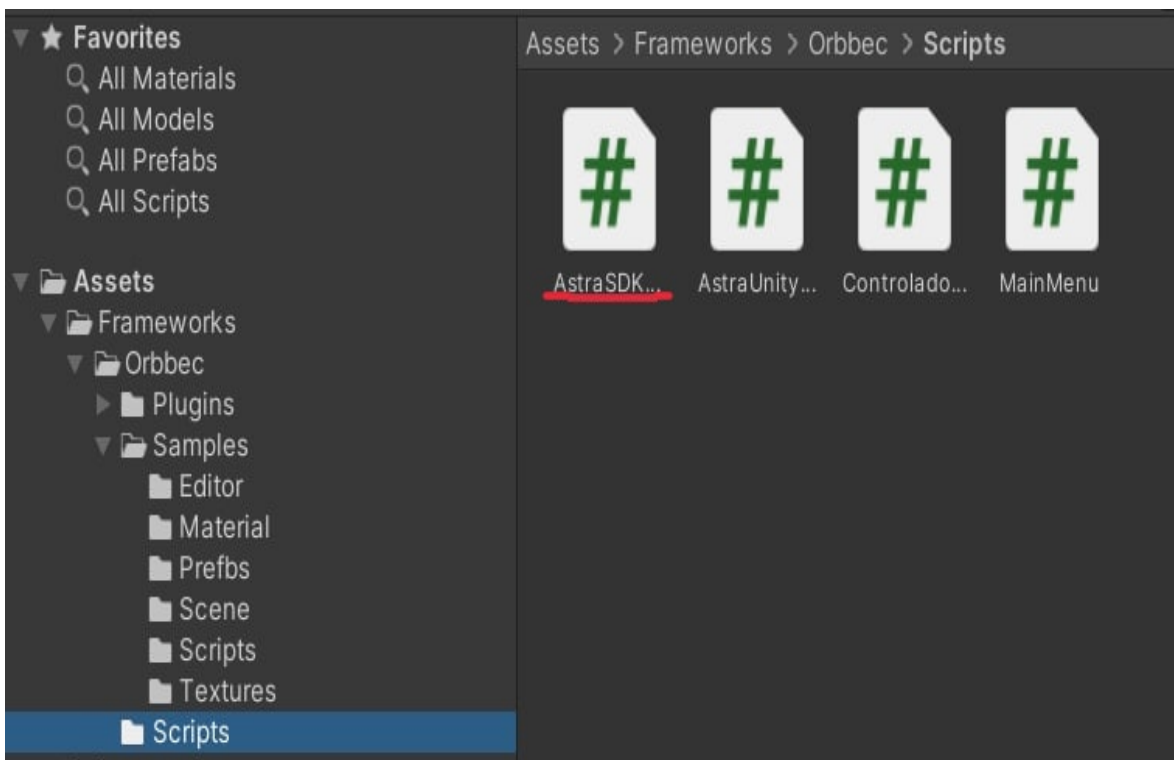 Favorites
All Materials
All Models
All Prefabs
All Scripts
Assets
Frameworks
Orbbec
Plugins
Samples
Editor
Material
Prefbs
Scene
Scripts
Textures
Scripts
Assets > Frameworks > Orbbec > Scripts
# # # #
AstraSDK... AstraUnity... Controlado... MainMenu